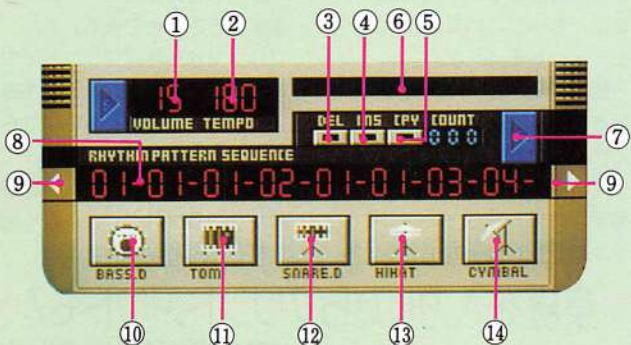 ① ② ③ ④ ⑥ ⑤
15 180
VOLUME TEMPO
DEL INS CPY COUNT
000
⑦
⑧
RHYTHM PATTERN SEQUENCE
⑨ 01-01-01-02-01-01-03-04- ⑨
BASS.D TOM SNARE.D HIHAT CYMBAL
⑩ ⑪ ⑫ ⑬ ⑭